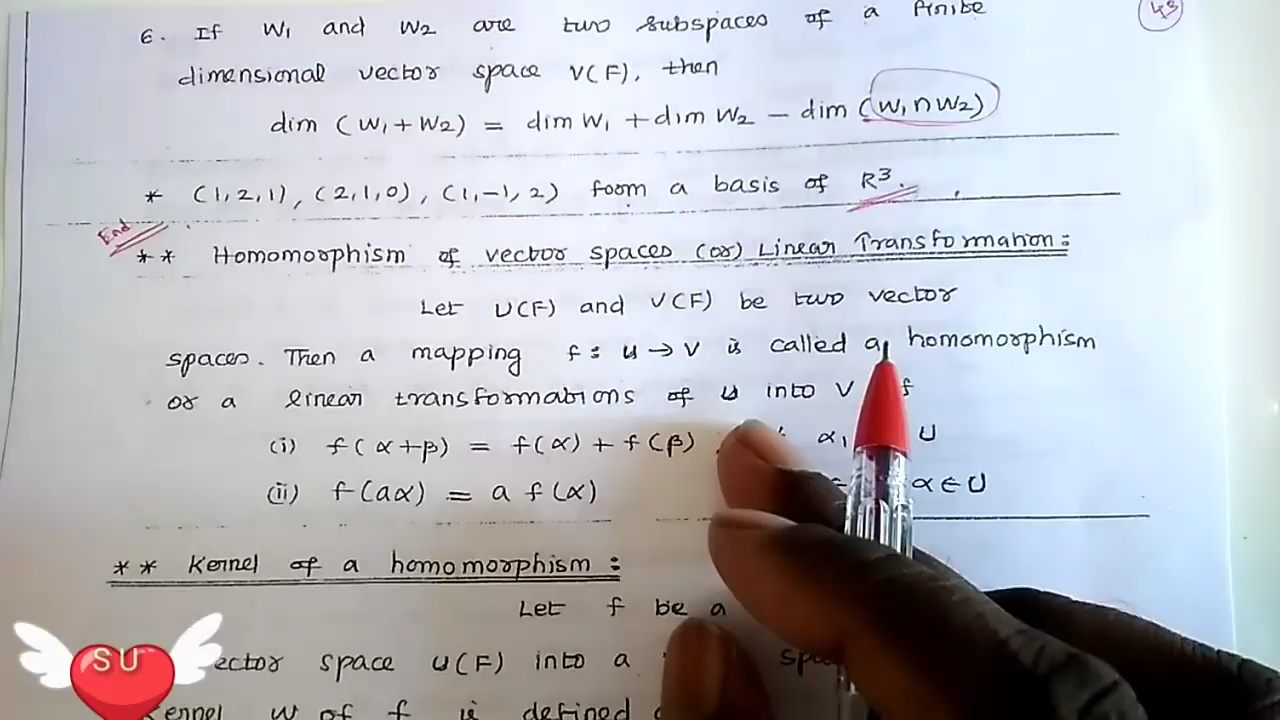 6. If W1 and W2 are two subspaces of a finite
43
dimensional vector space V(F), then
dim (W1+W2) = dim W1 + dim W2 - dim (W1∩W2)
* (1,2,1), (2,1,0), (1,-1,2) form a basis of R³.
End
** Homomorphism of vector spaces (or) Linear Transformation:
Let U(F) and V(F) be two vector
spaces. Then a mapping f: U → V is called a homomorphism
or a linear transformations of U into V
(i) f(α+β) = f(α) + f(β) α, U
(ii) f(aα) = a f(α) α∈U
** Kernel of a homomorphism:
Let f be a
vector space U(F) into a
Kernel W of f is defined
SU